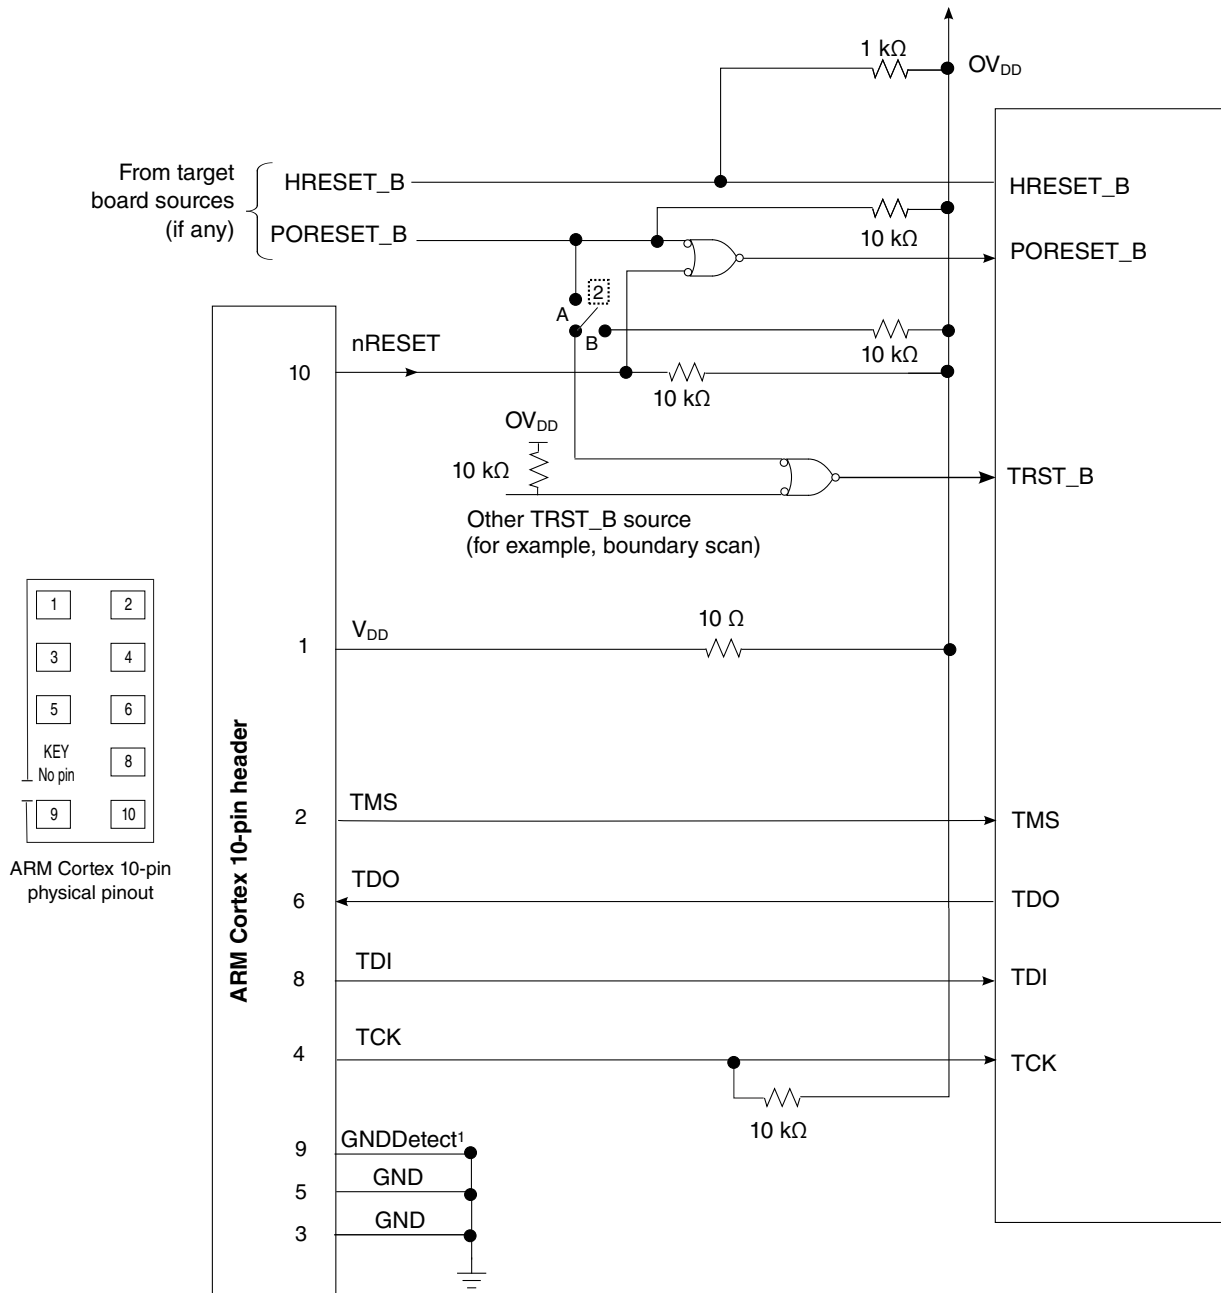 1 kΩ
OVDD
From target
board sources
(if any)
HRESET_B
PORESET_B
HRESET_B
10 kΩ
PORESET_B
2
A
B
10 kΩ
nRESET
10
10 kΩ
OVDD
10 kΩ
TRST_B
Other TRST_B source
(for example, boundary scan)
1 2
3 4
5 6
KEY
No pin
8
9 10
ARM Cortex 10-pin
physical pinout
ARM Cortex 10-pin header
1
VDD
10 Ω
2
TMS
TMS
6
TDO
TDO
8
TDI
TDI
4
TCK
TCK
10 kΩ
9
GNDDetect¹
5
GND
3
GND